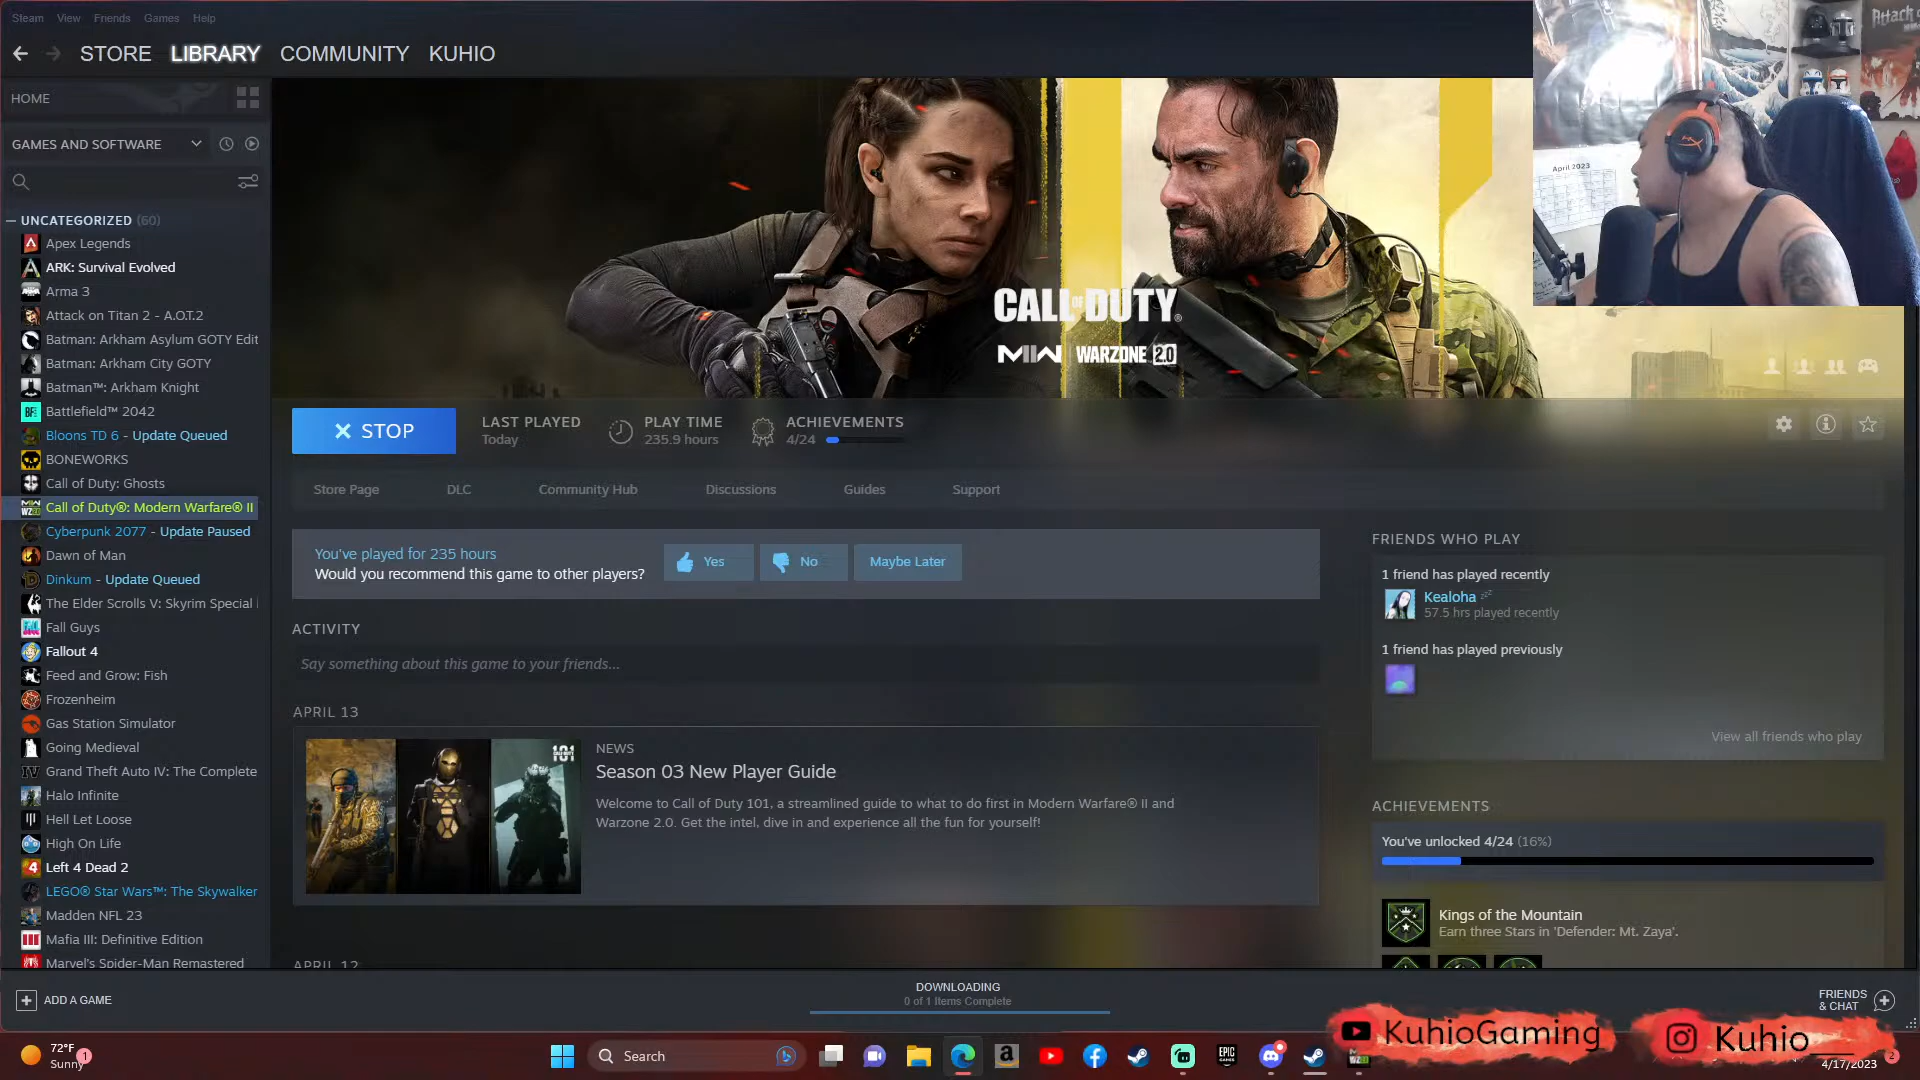 Steam View Friends Games Help
STORE LIBRARY COMMUNITY KUHIO
HOME
GAMES AND SOFTWARE
UNCATEGORIZED (60)
Apex Legends
ARK: Survival Evolved
Arma 3
Attack on Titan 2 - A.O.T.2
Batman: Arkham Asylum GOTY Edit
Batman: Arkham City GOTY
Batman™: Arkham Knight
Battlefield™ 2042
Bloons TD 6 - Update Queued
BONEWORKS
Call of Duty: Ghosts
Call of Duty®: Modern Warfare® II
Cyberpunk 2077 - Update Paused
Dawn of Man
Dinkum - Update Queued
The Elder Scrolls V: Skyrim Special
Fall Guys
Fallout 4
Feed and Grow: Fish
Frozenheim
Gas Station Simulator
Going Medieval
Grand Theft Auto IV: The Complete
Halo Infinite
Hell Let Loose
High On Life
Left 4 Dead 2
LEGO® Star Wars™: The Skywalker
Madden NFL 23
Mafia III: Definitive Edition
Marvel's Spider-Man Remastered
ADD A GAME
CALL OF DUTY®
MW WARZONE 2.0
April 2023
STOP
LAST PLAYED
Today
PLAY TIME
235.9 hours
ACHIEVEMENTS
4/24
Store Page DLC Community Hub Discussions Guides Support
You've played for 235 hours
Would you recommend this game to other players?
Yes No Maybe Later
ACTIVITY
Say something about this game to your friends...
APRIL 13
101
NEWS
Season 03 New Player Guide
Welcome to Call of Duty 101, a streamlined guide to what to do first in Modern Warfare® II and
Warzone 2.0. Get the intel, dive in and experience all the fun for yourself!
APRIL 12
FRIENDS WHO PLAY
1 friend has played recently
Kealoha zzz
57.5 hrs played recently
1 friend has played previously
View all friends who play
ACHIEVEMENTS
You've unlocked 4/24 (16%)
Kings of the Mountain
Earn three Stars in 'Defender: Mt. Zaya'.
DOWNLOADING
0 of 1 Items Complete
FRIENDS
& CHAT
KuhioGaming
Kuhio__
72°F
Sunny
1
Search
EPIC
GAMES
4/17/2023
2